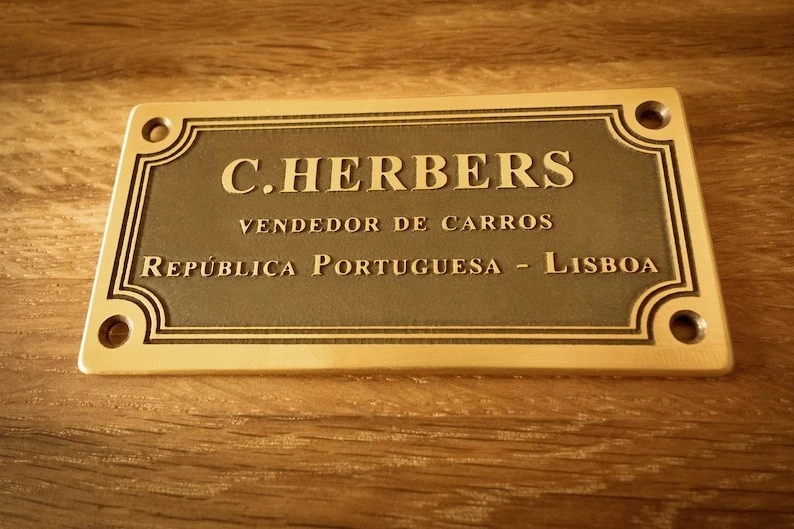 C.HERBERS
VENDEDOR DE CARROS
REPÚBLICA PORTUGUESA - LISBOA